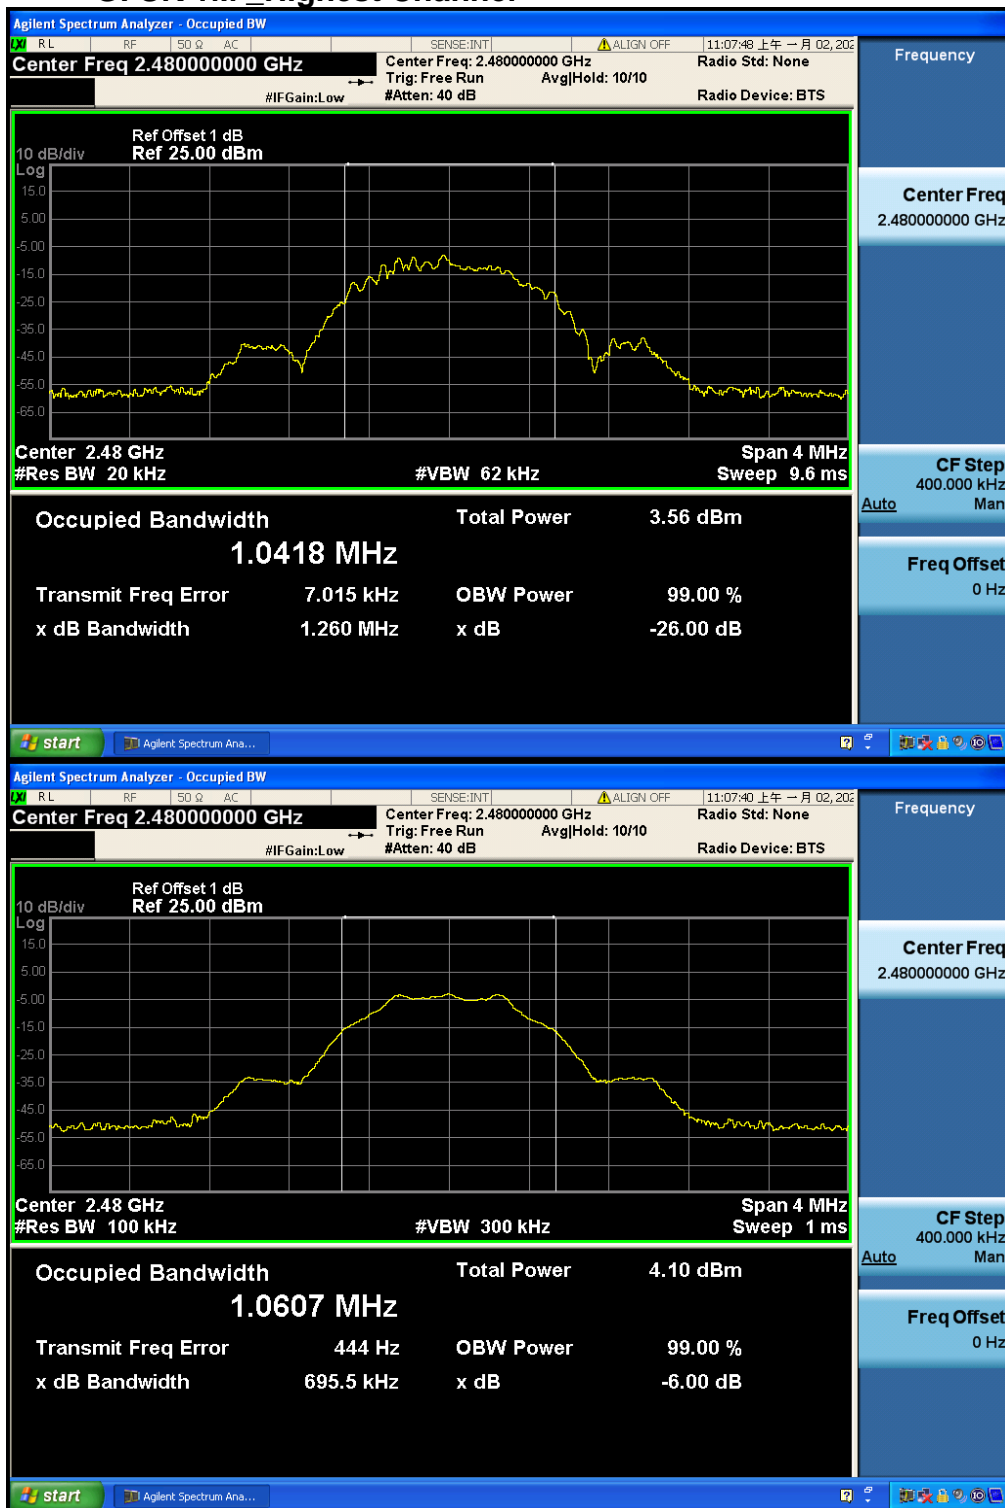 Agilent Spectrum Analyzer - Occupied BW
LXI RL RF 50 Ω AC SENSE:INT ALIGN OFF 11:07:48 上午 一月 02, 202
Center Freq 2.480000000 GHz
Center Freq: 2.480000000 GHz
Radio Std: None
Trig: Free Run Avg|Hold: 10/10
#IFGain:Low
#Atten: 40 dB
Radio Device: BTS
Frequency
Ref Offset 1 dB
10 dB/div Ref 25.00 dBm
Log
15.0
5.00
-5.00
-15.0
-25.0
-35.0
-45.0
-55.0
-65.0
Center 2.48 GHz Span 4 MHz
#Res BW 20 kHz #VBW 62 kHz Sweep 9.6 ms
Center Freq
2.480000000 GHz
CF Step
400.000 kHz
Auto Man
Freq Offset
0 Hz
Occupied Bandwidth Total Power 3.56 dBm
1.0418 MHz
Transmit Freq Error 7.015 kHz OBW Power 99.00 %
x dB Bandwidth 1.260 MHz x dB -26.00 dB
start Agilent Spectrum Ana...
Agilent Spectrum Analyzer - Occupied BW
LXI RL RF 50 Ω AC SENSE:INT ALIGN OFF 11:07:40 上午 一月 02, 202
Center Freq 2.480000000 GHz
Center Freq: 2.480000000 GHz
Radio Std: None
Trig: Free Run Avg|Hold: 10/10
#IFGain:Low
#Atten: 40 dB
Radio Device: BTS
Frequency
Ref Offset 1 dB
10 dB/div Ref 25.00 dBm
Log
15.0
5.00
-5.00
-15.0
-25.0
-35.0
-45.0
-55.0
-65.0
Center 2.48 GHz Span 4 MHz
#Res BW 100 kHz #VBW 300 kHz Sweep 1 ms
Center Freq
2.480000000 GHz
CF Step
400.000 kHz
Auto Man
Freq Offset
0 Hz
Occupied Bandwidth Total Power 4.10 dBm
1.0607 MHz
Transmit Freq Error 444 Hz OBW Power 99.00 %
x dB Bandwidth 695.5 kHz x dB -6.00 dB
start Agilent Spectrum Ana...